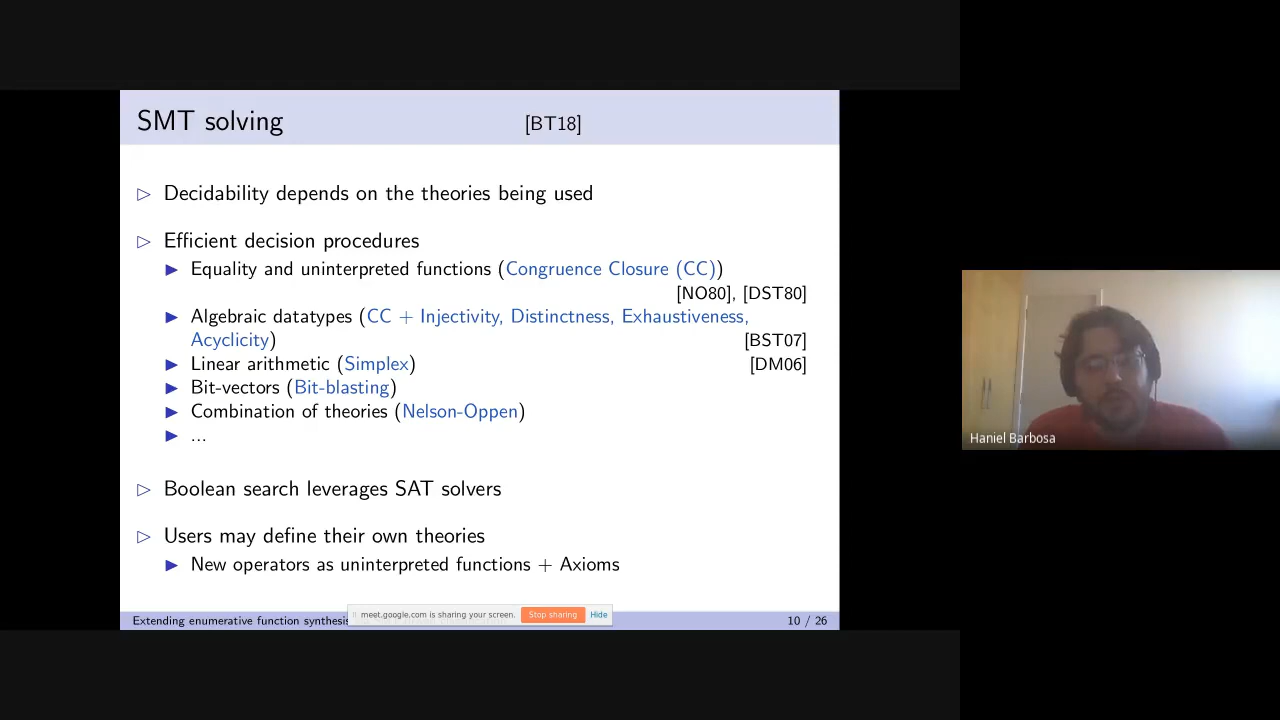 SMT solving [BT18]
▷ Decidability depends on the theories being used
▷ Efficient decision procedures
▶ Equality and uninterpreted functions (Congruence Closure (CC))
[NO80], [DST80]
▶ Algebraic datatypes (CC + Injectivity, Distinctness, Exhaustiveness,
Acyclicity) [BST07]
▶ Linear arithmetic (Simplex) [DM06]
▶ Bit-vectors (Bit-blasting)
▶ Combination of theories (Nelson-Oppen)
▶ ...
▷ Boolean search leverages SAT solvers
▷ Users may define their own theories
▶ New operators as uninterpreted functions + Axioms
Extending enumerative function synthesis 10 / 26
meet.google.com is sharing your screen. Stop sharing Hide
Haniel Barbosa